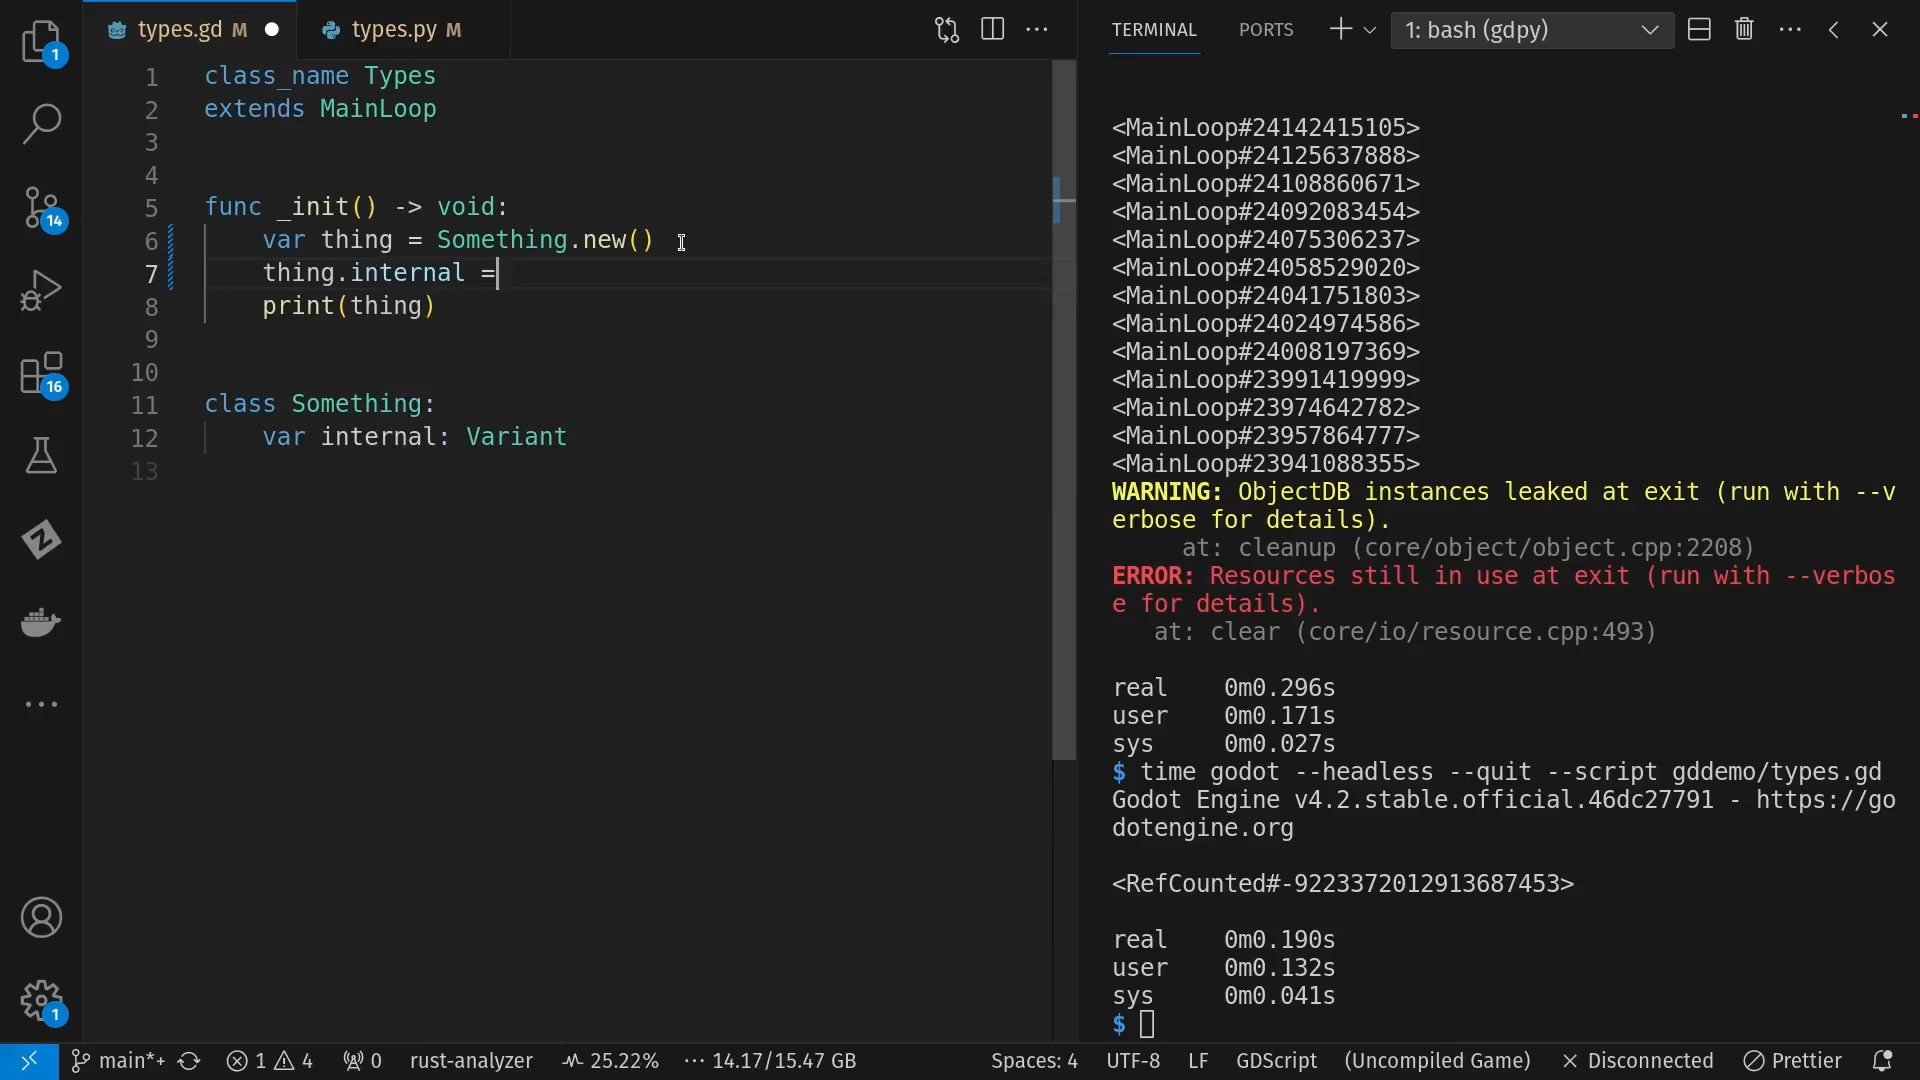 types.gd M
types.py M
TERMINAL PORTS 1: bash (gdpy)
1
14
16
1
1 class_name Types
2 extends MainLoop
3
4
5 func _init() -> void:
6 var thing = Something.new()
7 thing.internal =
8 print(thing)
9
10
11 class Something:
12 var internal: Variant
13
<MainLoop#24142415105>
<MainLoop#24125637888>
<MainLoop#24108860671>
<MainLoop#24092083454>
<MainLoop#24075306237>
<MainLoop#24058529020>
<MainLoop#24041751803>
<MainLoop#24024974586>
<MainLoop#24008197369>
<MainLoop#23991419999>
<MainLoop#23974642782>
<MainLoop#23957864777>
<MainLoop#23941088355>
WARNING: ObjectDB instances leaked at exit (run with --v
erbose for details).
at: cleanup (core/object/object.cpp:2208)
ERROR: Resources still in use at exit (run with --verbos
e for details).
at: clear (core/io/resource.cpp:493)
real 0m0.296s
user 0m0.171s
sys 0m0.027s
$ time godot --headless --quit --script gddemo/types.gd
Godot Engine v4.2.stable.official.46dc27791 - https://go
dotengine.org
<RefCounted#-9223372012913687453>
real 0m0.190s
user 0m0.132s
sys 0m0.041s
$
main*+ 1 4 0 rust-analyzer 25.22% ··· 14.17/15.47 GB Spaces: 4 UTF-8 LF GDScript (Uncompiled Game) Disconnected Prettier